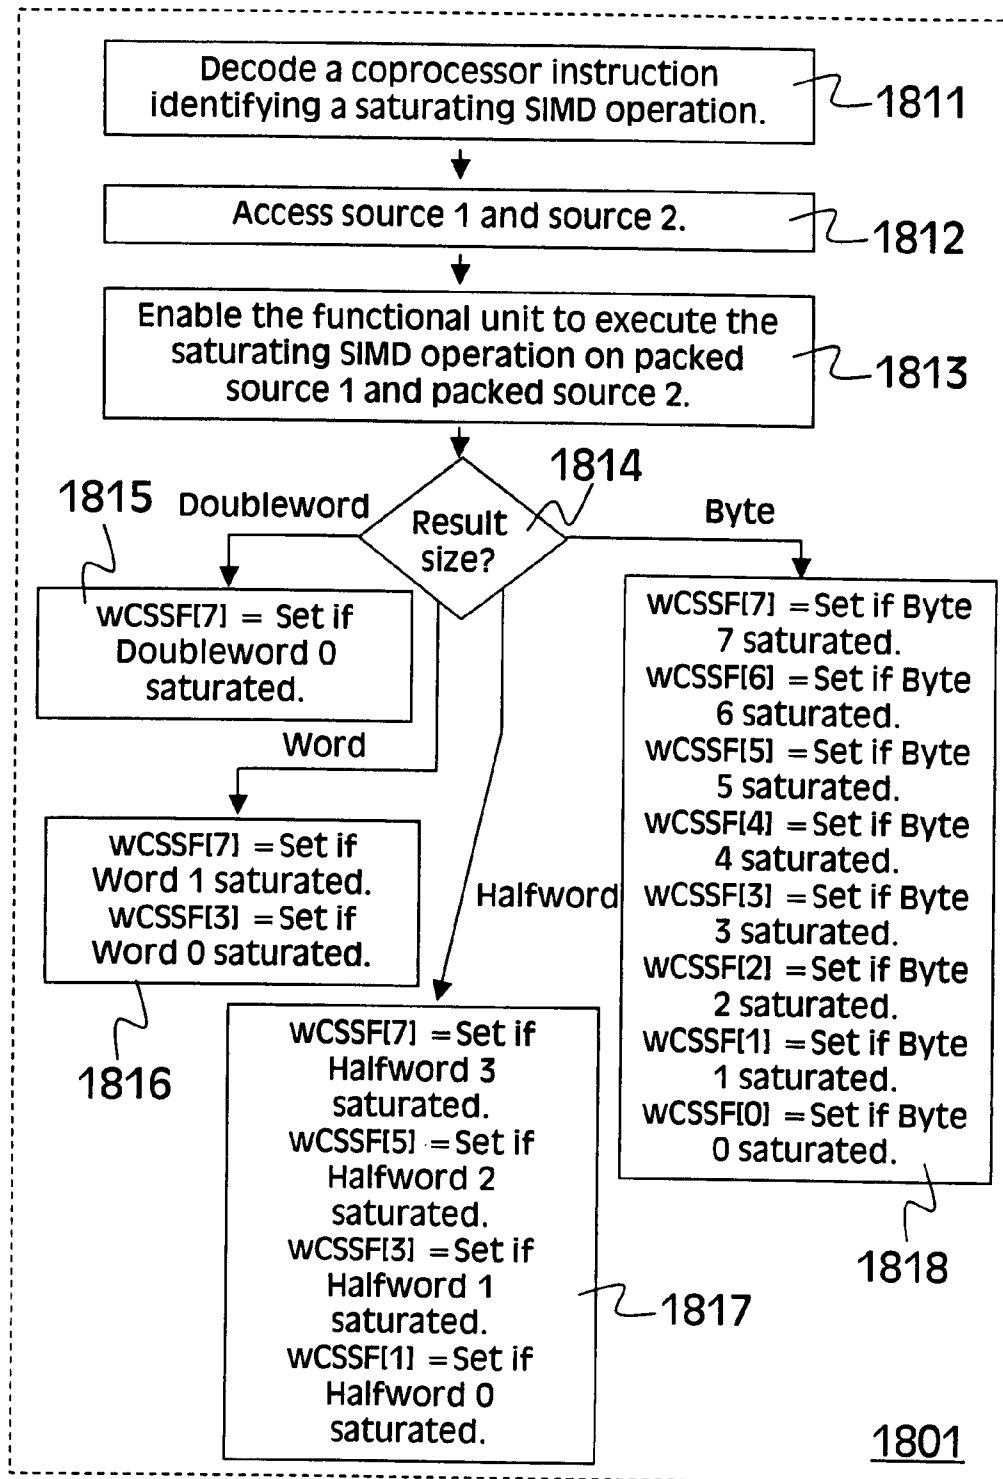 Decode a coprocessor instruction
identifying a saturating SIMD operation.
1811
Access source 1 and source 2.
1812
Enable the functional unit to execute the
saturating SIMD operation on packed
source 1 and packed source 2.
1813
1814
Result
size?
Doubleword
1815
wCSSF[7] = Set if
Doubleword 0
saturated.
Word
wCSSF[7] = Set if
Word 1 saturated.
wCSSF[3] = Set if
Word 0 saturated.
1816
Halfword
wCSSF[7] = Set if
Halfword 3
saturated.
wCSSF[5] = Set if
Halfword 2
saturated.
wCSSF[3] = Set if
Halfword 1
saturated.
wCSSF[1] = Set if
Halfword 0
saturated.
1817
Byte
wCSSF[7] = Set if Byte
7 saturated.
wCSSF[6] = Set if Byte
6 saturated.
wCSSF[5] = Set if Byte
5 saturated.
wCSSF[4] = Set if Byte
4 saturated.
wCSSF[3] = Set if Byte
3 saturated.
wCSSF[2] = Set if Byte
2 saturated.
wCSSF[1] = Set if Byte
1 saturated.
wCSSF[0] = Set if Byte
0 saturated.
1818
1801